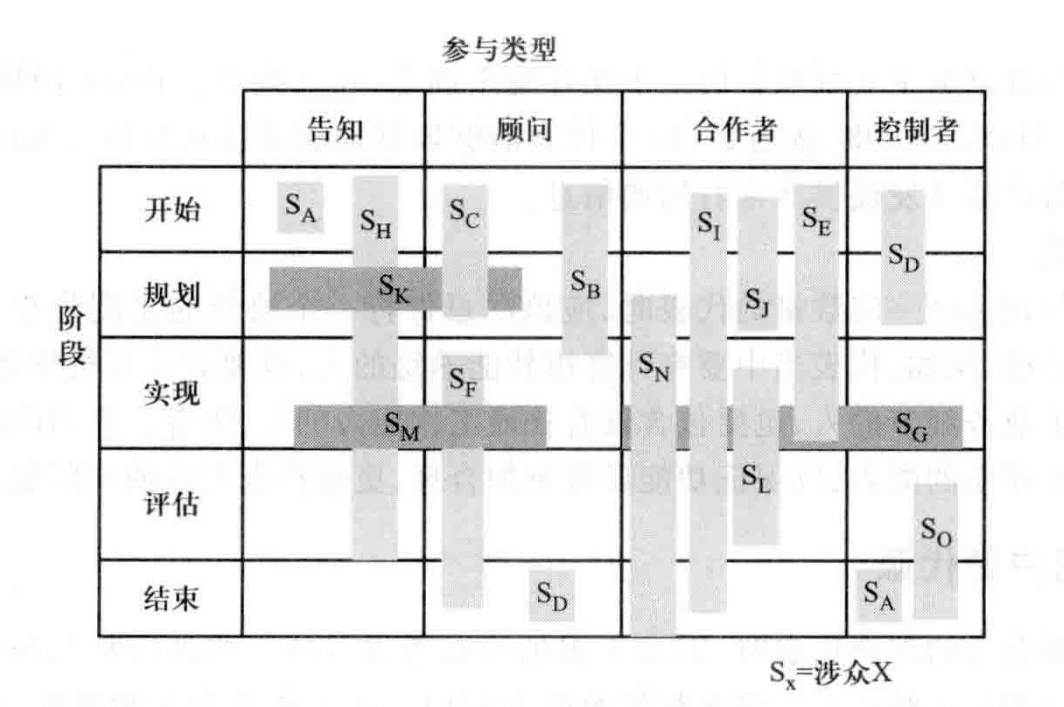 参与类型
告知 顾问 合作者 控制者
阶段
开始 S_A S_H S_C S_I S_E S_D
规划 S_K S_B S_J
实现 S_M S_F S_N S_G
评估 S_L S_O
结束 S_D S_A
S_x=涉众X